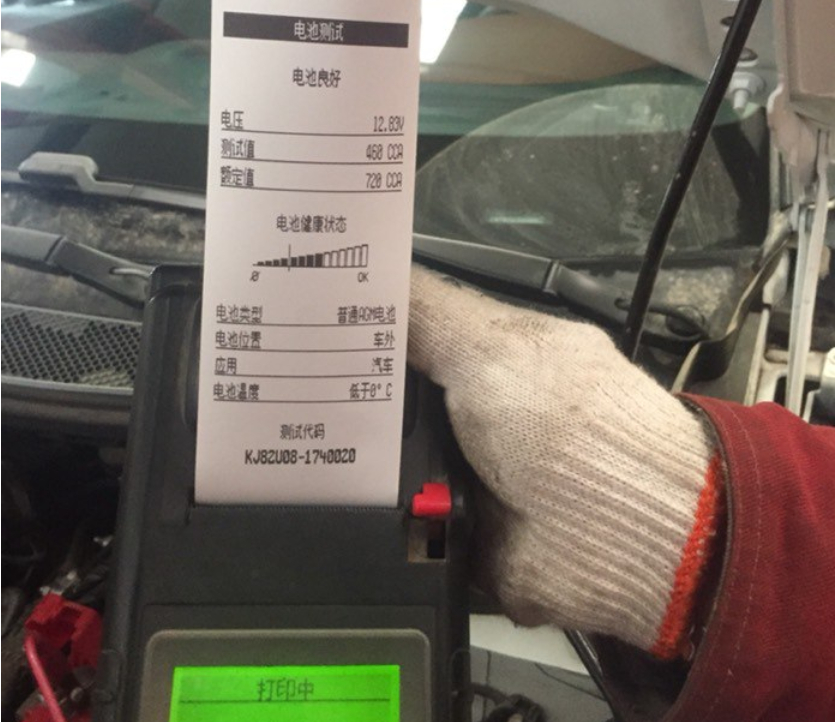 电池测试
电池良好
电压 12.83V
测试值 460 CCA
额定值 720 CCA
电池健康状态
0 OK
电池类型 普通AGM电池
电池位置 车外
应用 汽车
电池温度 低于0° C
测试代码
KJ82U08-1740020
打印中